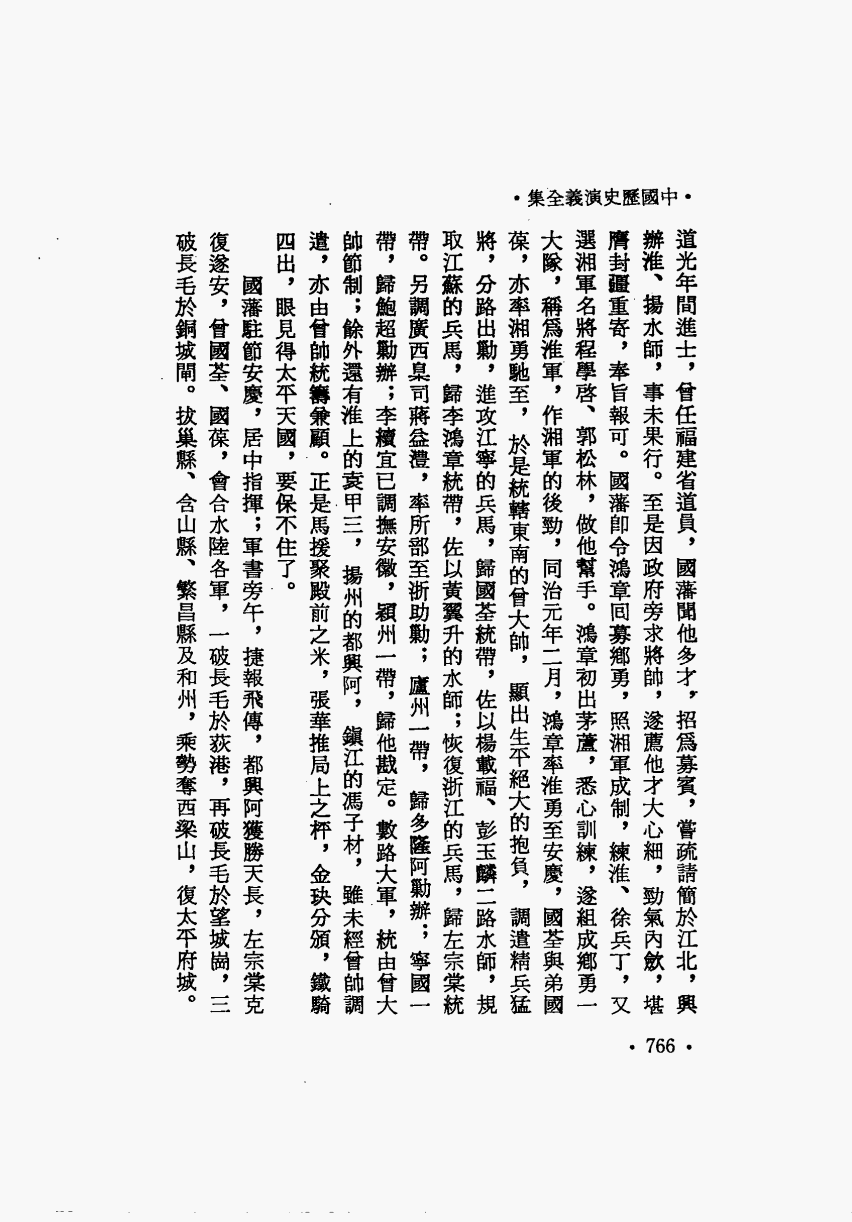 •中國歷史演義全集•
道光年間進士，曾任福建省道員，國藩聞他多才，招爲幕賓，嘗疏請簡於江北，興
辦淮、揚水師，事未果行。至是因政府旁求將帥，遂薦他才大心細，勁氣內斂，堪
膺封疆重寄，奉旨報可。國藩卽令鴻章回募鄉勇，照湘軍成制，練淮、徐兵丁，又
選湘軍名將程學啓、郭松林，做他幫手。鴻章初出茅蘆，悉心訓練，遂組成鄉勇一
大隊，稱爲淮軍，作湘軍的後勁，同治元年二月，鴻章率淮勇至安慶，國荃與弟國
葆，亦率湘勇馳至，於是統轄東南的曾大帥，顯出生平絕大的抱負，調遣精兵猛
將，分路出勦，進攻江寧的兵馬，歸國荃統帶，佐以楊載福、彭玉麟二路水師，規
取江蘇的兵馬，歸李鴻章統帶，佐以黃翼升的水師；恢復浙江的兵馬，歸左宗棠統
帶。另調廣西臬司蔣益灃，率所部至浙助勦；廬州一帶，歸多隆阿勦辦；寧國一
帶，歸鮑超勦辦；李續宜已調撫安徽，潁州一帶，歸他戡定。數路大軍，統由曾大
帥節制；餘外還有淮上的袁甲三，揚州的都興阿，鎭江的馮子材，雖未經曾帥調
遣，亦由曾帥統籌兼顧。正是馬援聚殿前之米，張華推局上之枰，金玦分頒，鐵騎
四出，眼見得太平天國，要保不住了。
國藩駐節安慶，居中指揮；軍書旁午，捷報飛傳，都興阿獲勝天長，左宗棠克
復遂安，曾國荃、國葆，會合水陸各軍，一破長毛於荻港，再破長毛於望城崗，三
破長毛於銅城閘。拔巢縣、含山縣、繁昌縣及和州，乘勢奪西梁山，復太平府城。
•766•